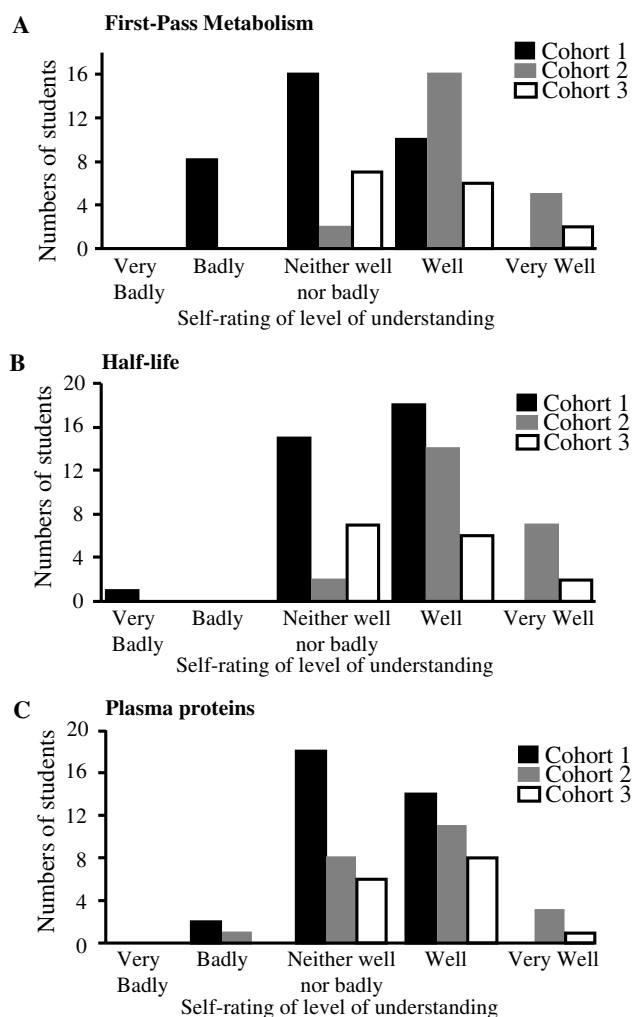 A First-Pass Metabolism
Cohort 1
Cohort 2
Cohort 3
Numbers of students
16
12
8
4
0
Very Badly Neither well Well Very Well
Badly nor badly
Self-rating of level of understanding
B Half-life
Cohort 1
Cohort 2
Cohort 3
Numbers of students
20
16
12
8
4
0
Very Badly Neither well Well Very Well
Badly nor badly
Self-rating of level of understanding
C Plasma proteins
Cohort 1
Cohort 2
Cohort 3
Numbers of students
20
16
12
8
4
0
Very Badly Neither well Well Very Well
Badly nor badly
Self-rating of level of understanding